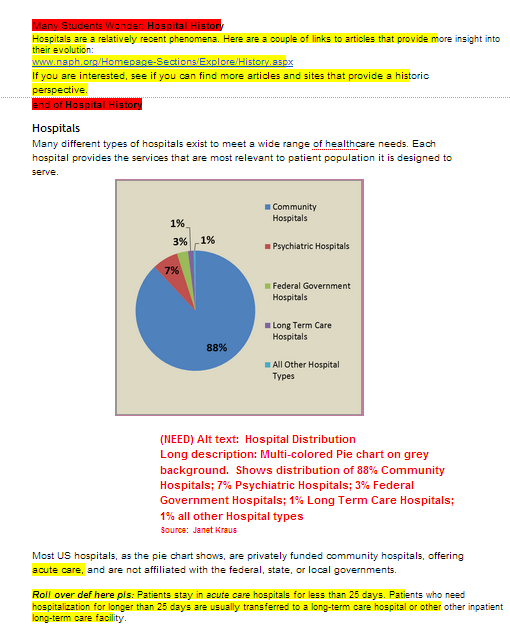 Many Students Wonder: Hospital History
Hospitals are a relatively recent phenomena. Here are a couple of links to articles that provide more insight into
their evolution:
www.naph.org/Homepage-Sections/Explore/History.aspx
If you are interested, see if you can find more articles and sites that provide a historic
perspective.
end of Hospital History
Hospitals
Many different types of hospitals exist to meet a wide range of healthcare needs. Each
hospital provides the services that are most relevant to patient population it is designed to
serve.
1%
3%
1%
7%
88%
Community
Hospitals
Psychiatric Hospitals
Federal Government
Hospitals
Long Term Care
Hospitals
All Other Hospital
Types
(NEED) Alt text: Hospital Distribution
Long description: Multi-colored Pie chart on grey
background. Shows distribution of 88% Community
Hospitals; 7% Psychiatric Hospitals; 3% Federal
Government Hospitals; 1% Long Term Care Hospitals;
1% all other Hospital types
Source: Janet Kraus
Most US hospitals, as the pie chart shows, are privately funded community hospitals, offering
acute care, and are not affiliated with the federal, state, or local governments.
Roll over def here pls: Patients stay in acute care hospitals for less than 25 days. Patients who need
hospitalization for longer than 25 days are usually transferred to a long-term care hospital or other other inpatient
long-term care facility.